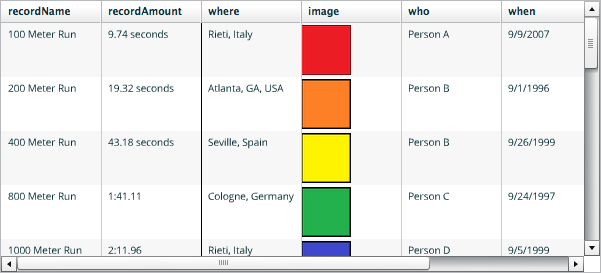 recordName recordAmount where image who when
100 Meter Run 9.74 seconds Rieti, Italy Person A 9/9/2007
200 Meter Run 19.32 seconds Atlanta, GA, USA Person B 9/1/1996
400 Meter Run 43.18 seconds Seville, Spain Person B 9/26/1999
800 Meter Run 1:41.11 Cologne, Germany Person C 9/24/1997
1000 Meter Run 2:11.96 Rieti, Italy Person D 9/5/1999